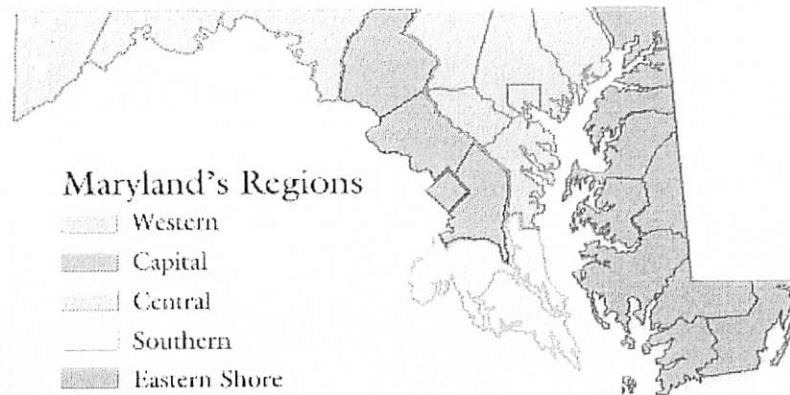 Maryland's Regions
Western
Capital
Central
Southern
Eastern Shore